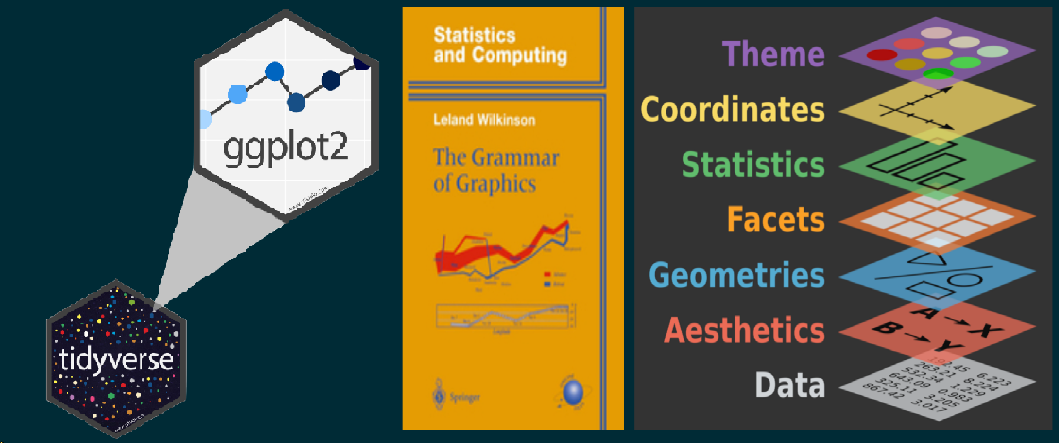 ggplot2
tidyverse
Statistics
and Computing
Leland Wilkinson
The Grammar
of Graphics
Springer
Theme
Coordinates
Statistics
Facets
Geometries
Aesthetics
Data
A → X
B → Y